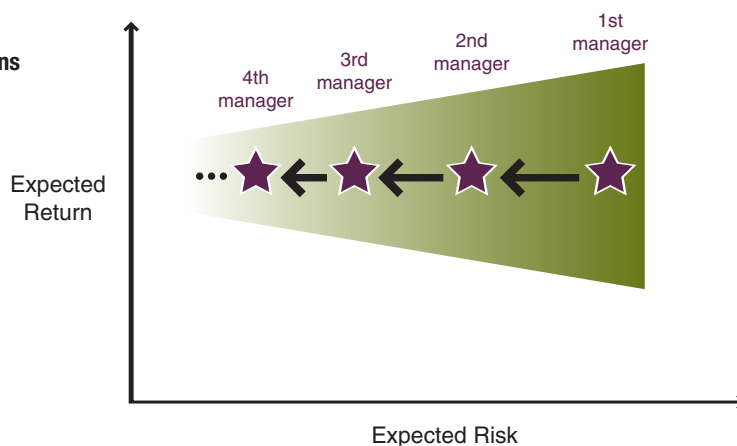 ns
1st
manager
2nd
manager
3rd
manager
4th
manager
Expected
Return
Expected Risk